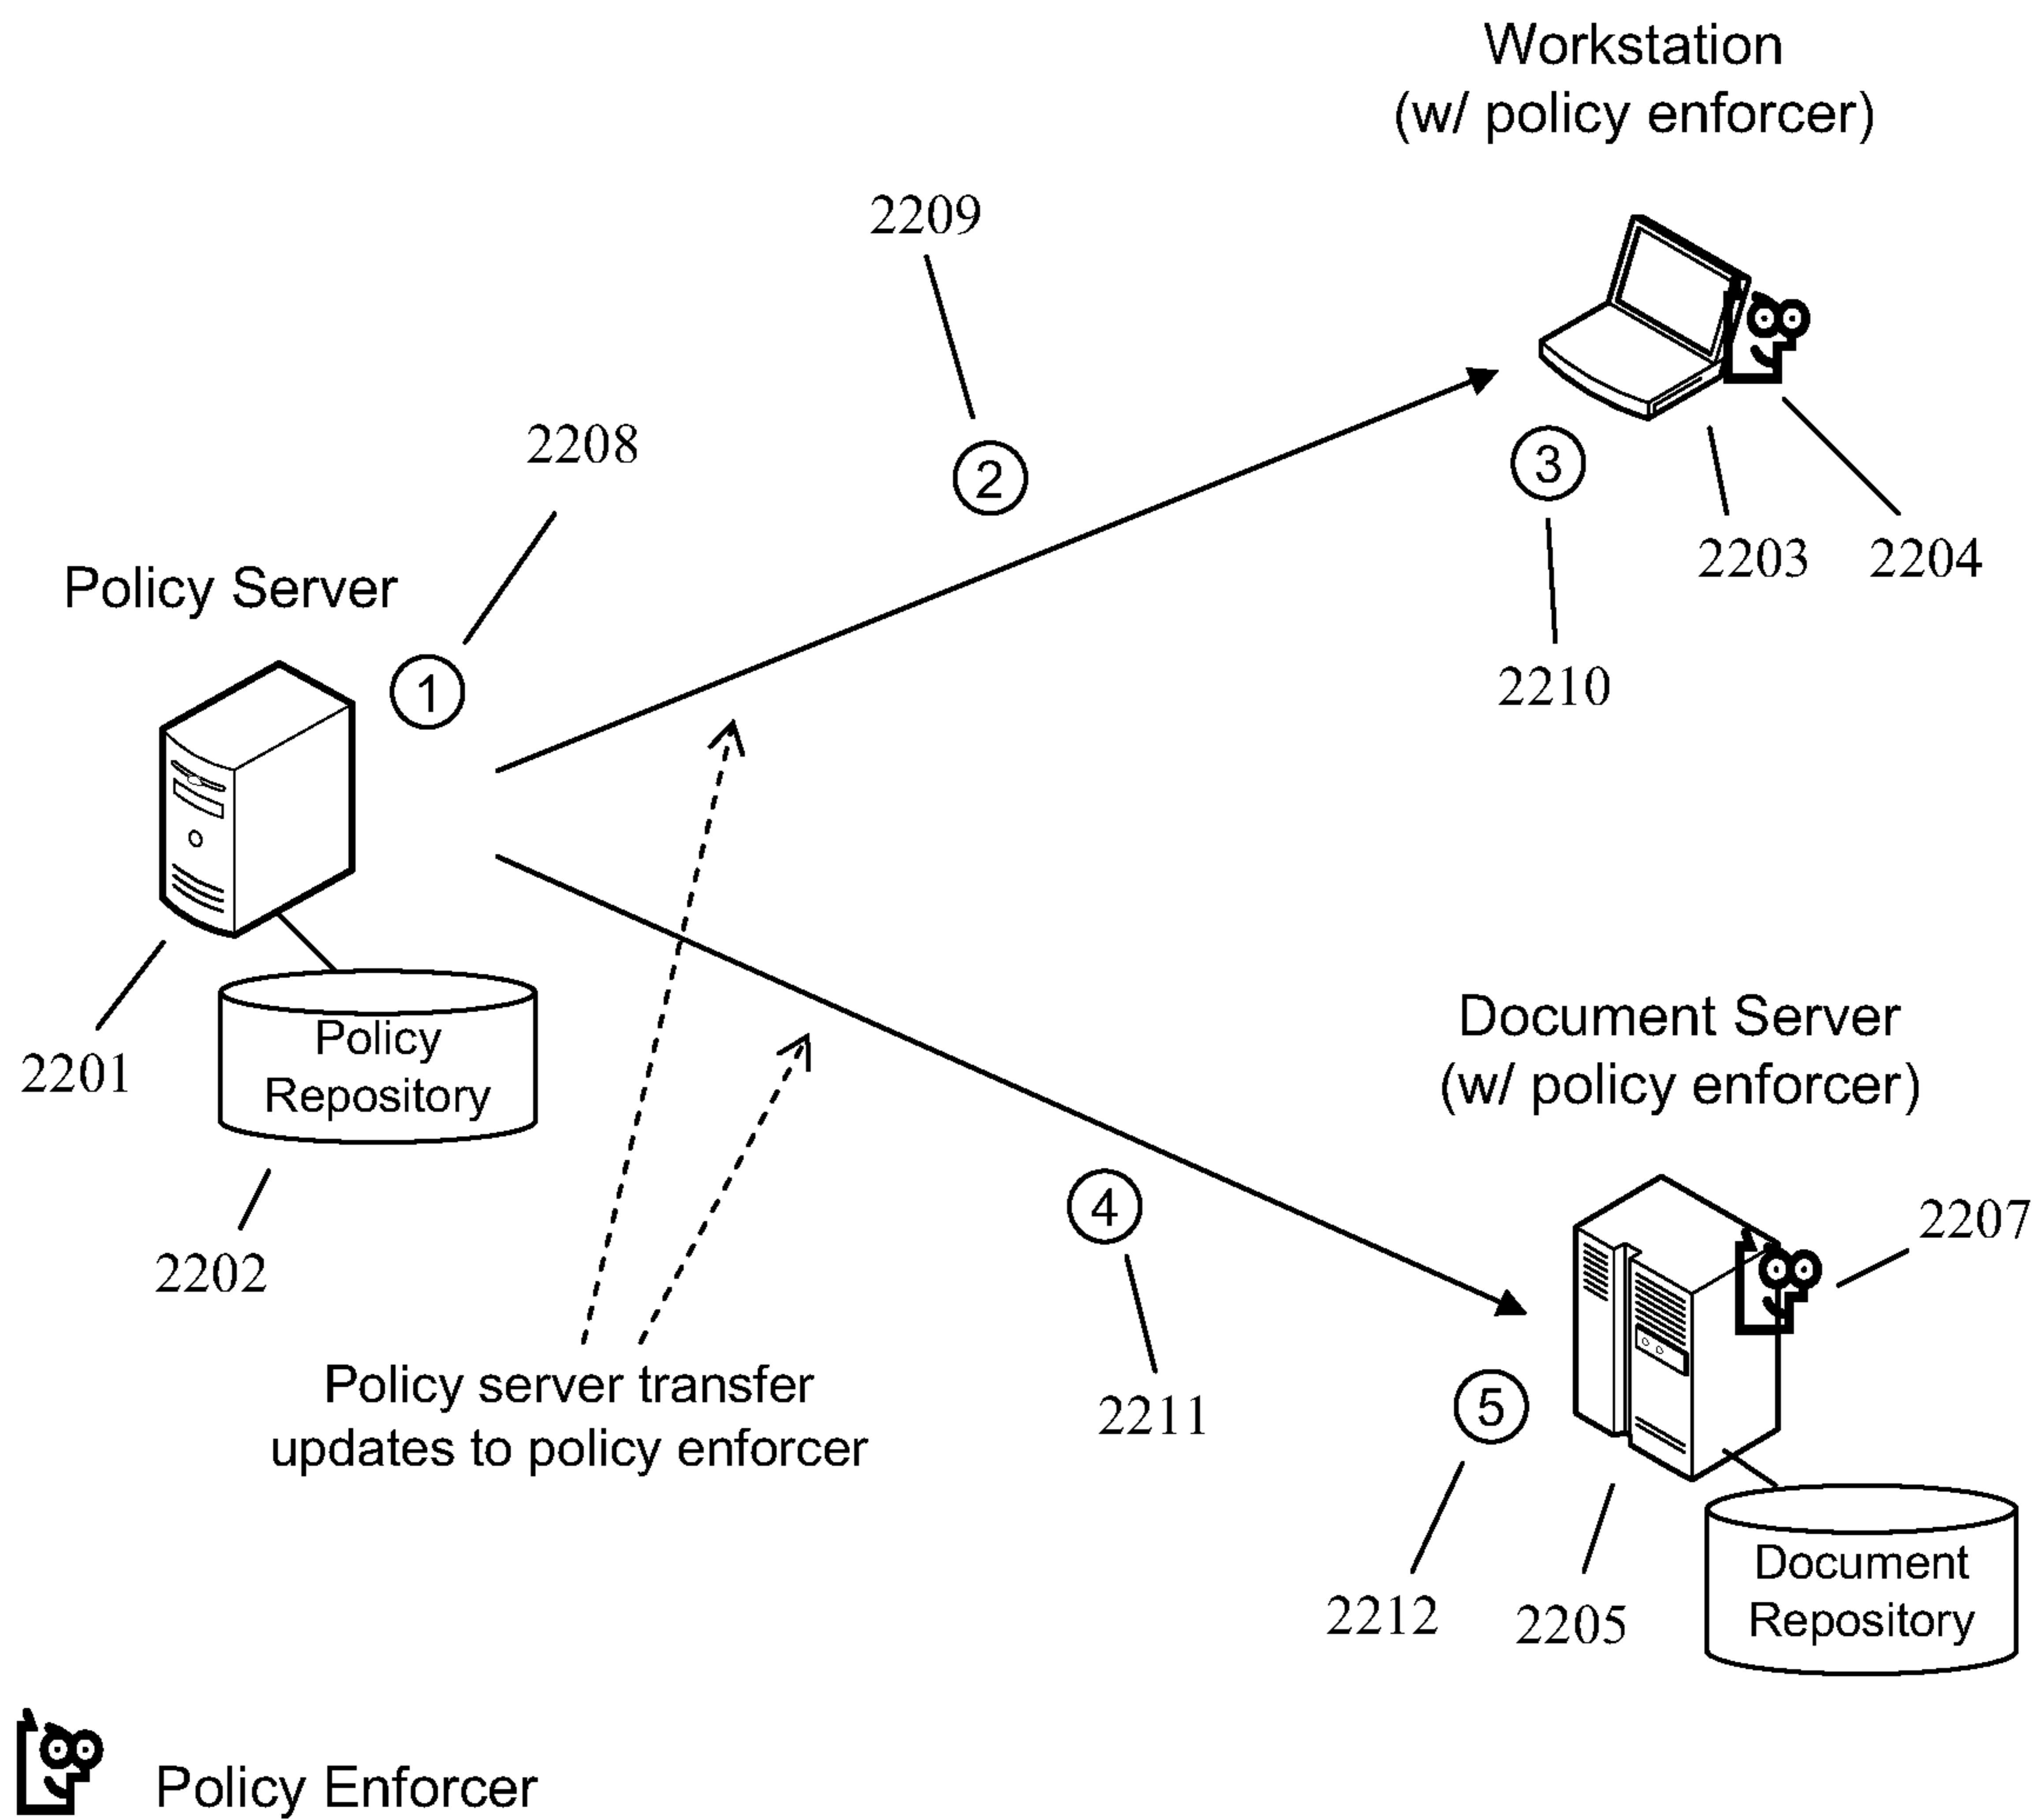 Workstation
(w/ policy enforcer)
2209
2208
2
3
2203
2204
Policy Server
1
2210
2201
Policy
Repository
2202
Document Server
(w/ policy enforcer)
4
2207
Policy server transfer
updates to policy enforcer
2211
5
2212
2205
Document
Repository
Policy Enforcer